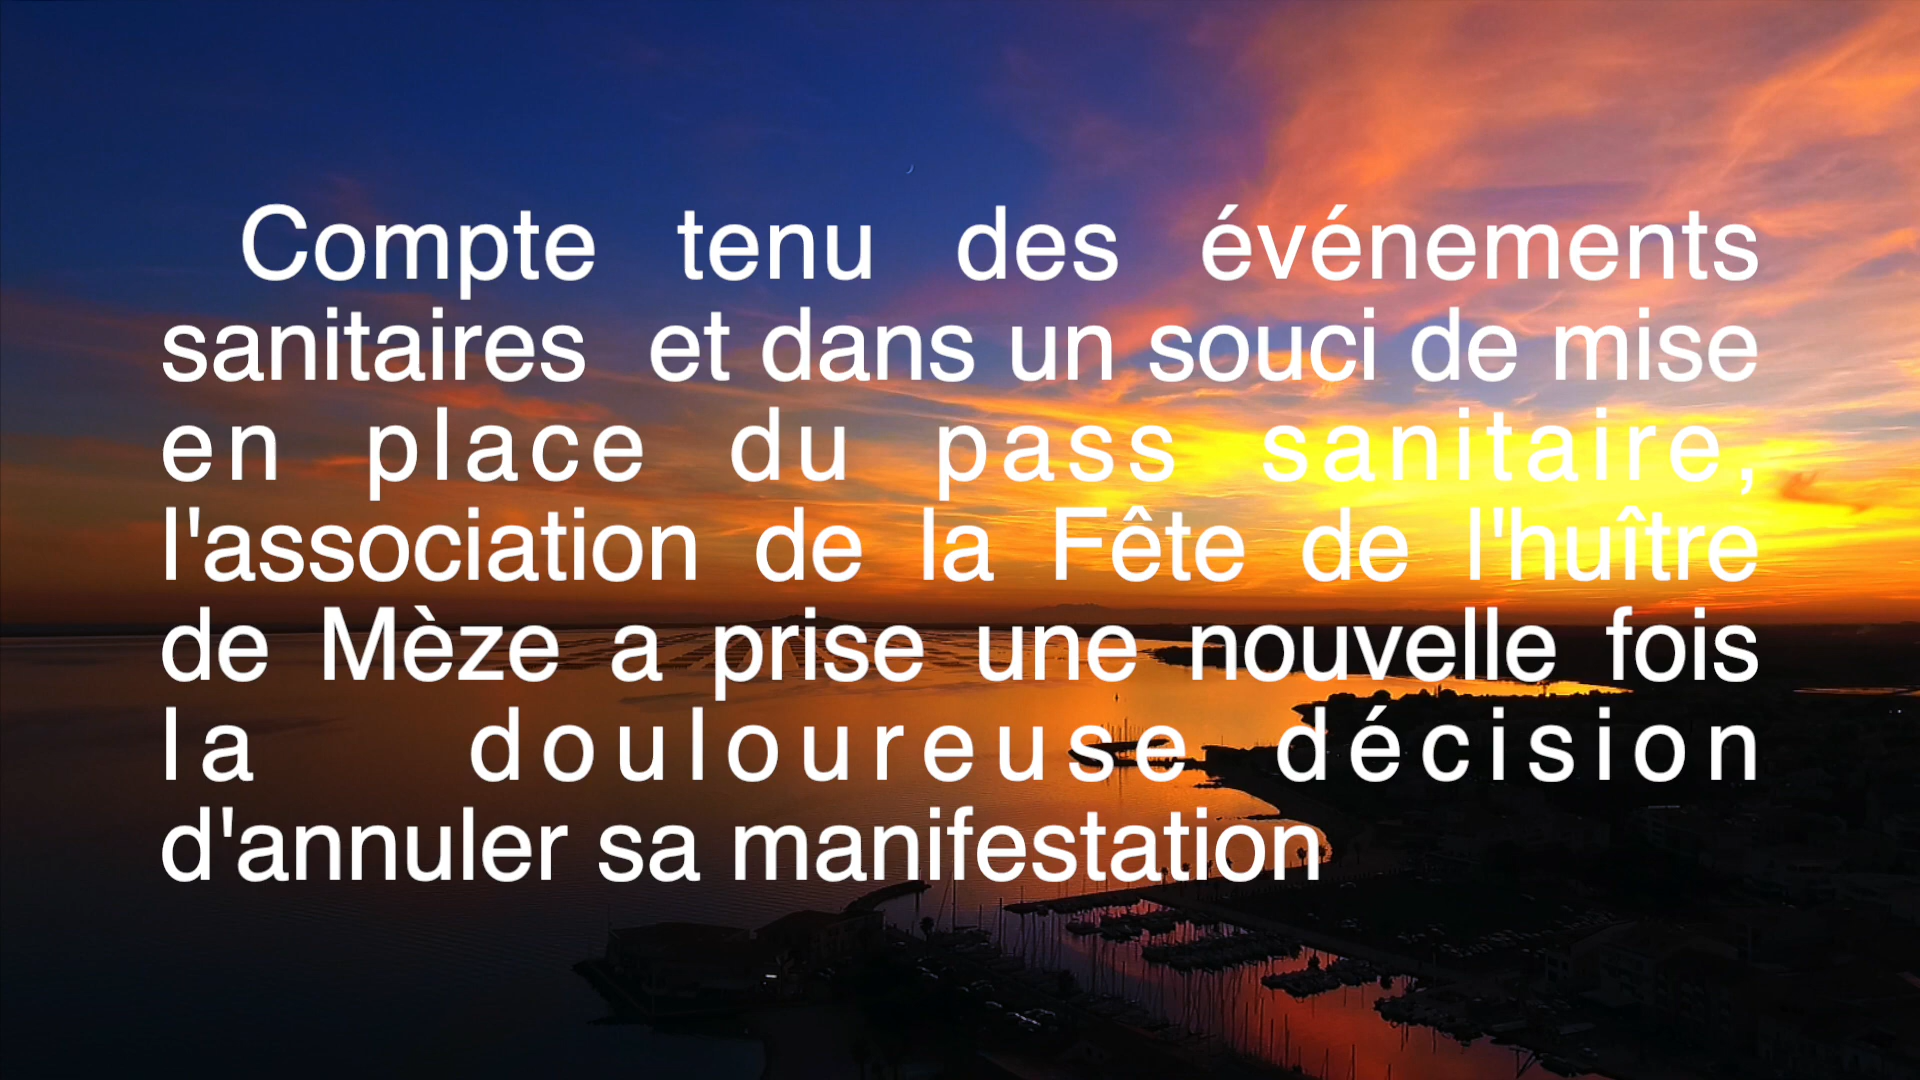 Compte tenu des événements
sanitaires et dans un souci de mise
en place du pass sanitaire,
l'association de la Fête de l'huître
de Mèze a prise une nouvelle fois
la douloureuse décision
d'annuler sa manifestation